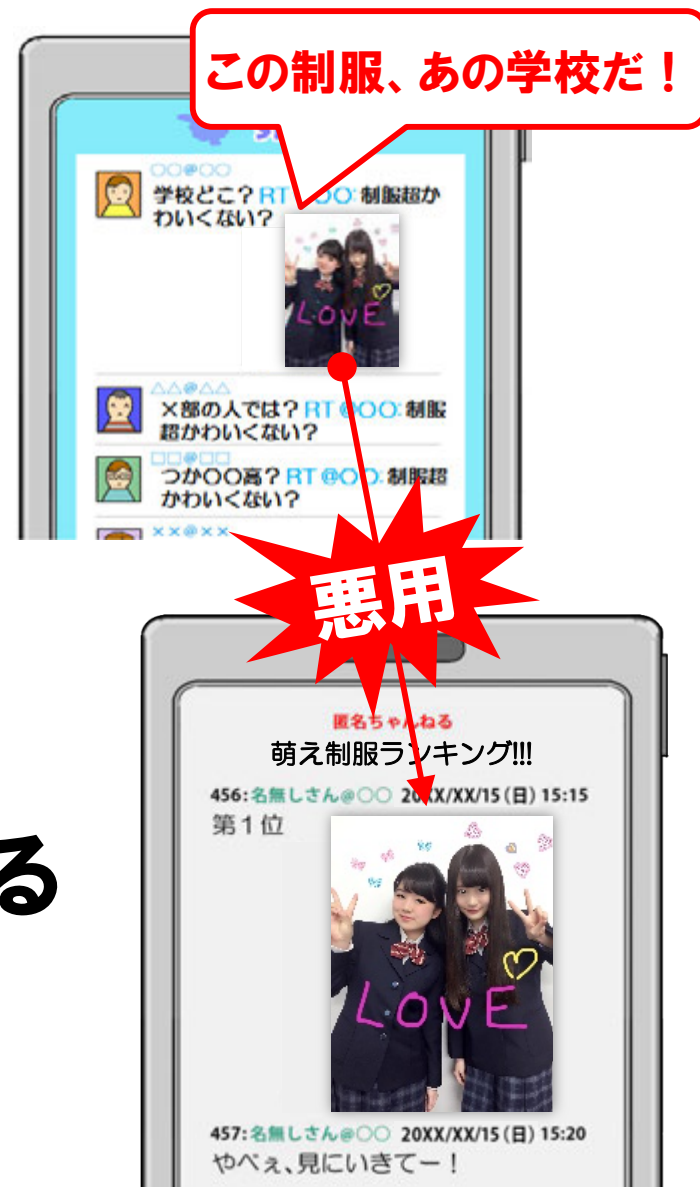 この制服、あの学校だ！
○○@○○
学校どこ？RT @○○: 制服超か
わいくない？
LOVE
△△@△△
×部の人では？RT @○○: 制服
超かわいくない？
□□@□□
つか○○高？RT @○○: 制服超
かわいくない？
××@××
悪用
匿名ちゃんねる
萌え制服ランキング!!!
456:名無しさん@○○ 20XX/XX/15(日) 15:15
第1位
LOVE
る
457:名無しさん@○○ 20XX/XX/15(日) 15:20
やべぇ、見にいきてー！